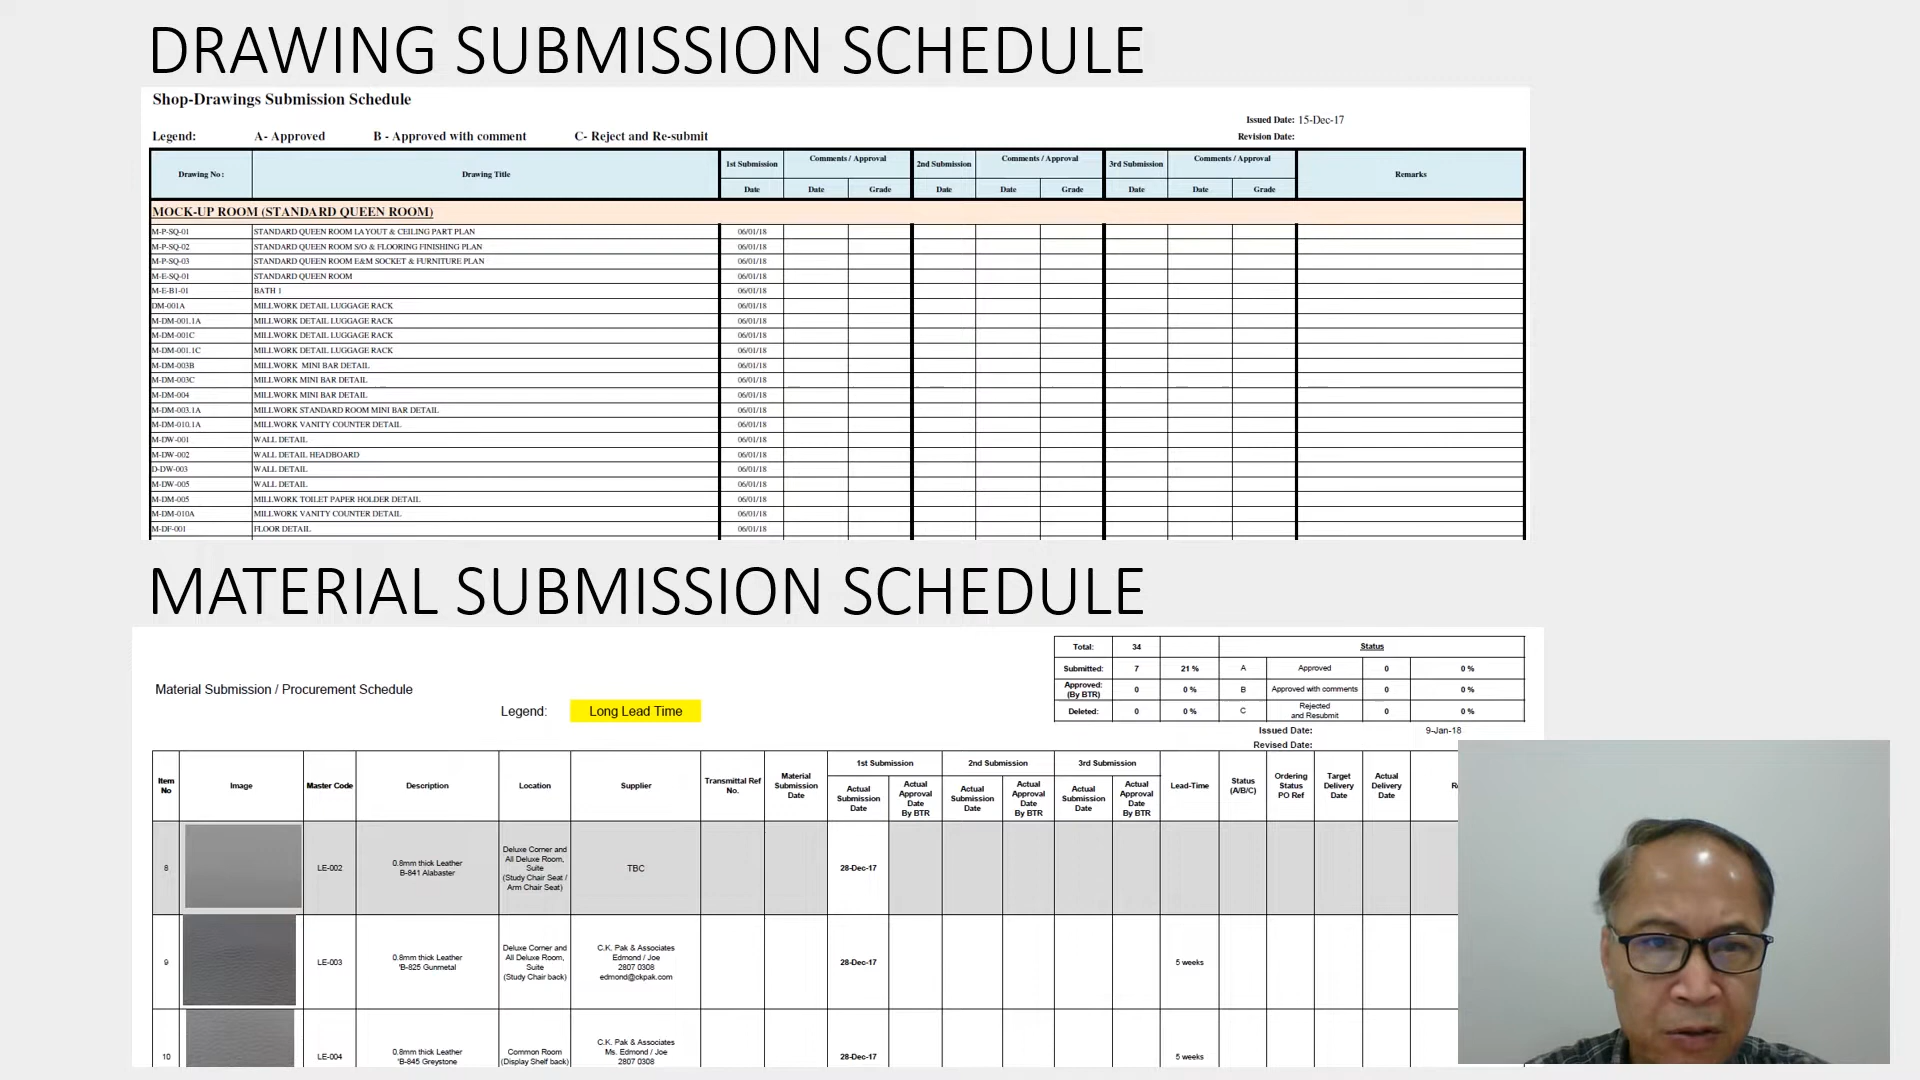 DRAWING SUBMISSION SCHEDULE
Shop-Drawings Submission Schedule
Issued Date: 15-Dec-17
Legend: A- Approved B - Approved with comment C- Reject and Re-submit
Revision Date:
Drawing No : Drawing Title 1st Submission Comments / Approval 2nd Submission Comments / Approval 3rd Submission Comments / Approval Remarks
Date Date Grade Date Date Grade Date Date Grade
MOCK-UP ROOM (STANDARD QUEEN ROOM)
M-P-SQ-01 STANDARD QUEEN ROOM LAYOUT & CEILING PART PLAN 06/01/18
M-P-SQ-02 STANDARD QUEEN ROOM S/O & FLOORING FINISHING PLAN 06/01/18
M-P-SQ-03 STANDARD QUEEN ROOM E&M SOCKET & FURNITURE PLAN 06/01/18
M-E-SQ-01 STANDARD QUEEN ROOM 06/01/18
M-E-B1-01 BATH 1 06/01/18
DM-001A MILLWORK DETAIL LUGGAGE RACK 06/01/18
M-DM-001.1A MILLWORK DETAIL LUGGAGE RACK 06/01/18
M-DM-001C MILLWORK DETAIL LUGGAGE RACK 06/01/18
M-DM-001.1C MILLWORK DETAIL LUGGAGE RACK 06/01/18
M-DM-003B MILLWORK MINI BAR DETAIL 06/01/18
M-DM-003C MILLWORK MINI BAR DETAIL 06/01/18
M-DM-004 MILLWORK MINI BAR DETAIL 06/01/18
M-DM-003.1A MILLWORK STANDARD ROOM MINI BAR DETAIL 06/01/18
M-DM-010.1A MILLWORK VANITY COUNTER DETAIL 06/01/18
M-DW-001 WALL DETAIL 06/01/18
M-DW-002 WALL DETAIL HEADBOARD 06/01/18
D-DW-003 WALL DETAIL 06/01/18
M-DW-005 WALL DETAIL 06/01/18
M-DM-005 MILLWORK TOILET PAPER HOLDER DETAIL 06/01/18
M-DM-010A MILLWORK VANITY COUNTER DETAIL 06/01/18
M-DF-001 FLOOR DETAIL 06/01/18
MATERIAL SUBMISSION SCHEDULE
Total: 34 Status
Submitted: 7 21 % A Approved 0 0 %
Approved: (By BTR) 0 0 % B Approved with comments 0 0 %
Deleted: 0 0 % C Rejected and Resubmit 0 0 %
Material Submission / Procurement Schedule
Legend: Long Lead Time
Issued Date: 9-Jan-18
Revised Date:
Item No Image Master Code Description Location Supplier Transmittal Ref No. Material Submission Date 1st Submission 2nd Submission 3rd Submission Lead-Time Status (A/B/C) Ordering Status PO Ref Target Delivery Date Actual Delivery Date
Actual Submission Date Actual Approval Date By BTR Actual Submission Date Actual Approval Date By BTR Actual Submission Date Actual Approval Date By BTR
8 LE-002 0.8mm thick Leather B-841 Alabaster Deluxe Corner and All Deluxe Room, Suite (Study Chair Seat / Arm Chair Seat) TBC 28-Dec-17
9 LE-003 0.8mm thick Leather 'B-825 Gunmetal Deluxe Corner and All Deluxe Room, Suite (Study Chair back) C.K. Pak & Associates Edmond / Joe 2807 0308 edmond@ckpak.com 28-Dec-17 5 weeks
10 LE-004 0.8mm thick Leather 'B-845 Greystone Common Room (Display Shelf back) C.K. Pak & Associates Ms. Edmond / Joe 2807 0308 28-Dec-17 5 weeks